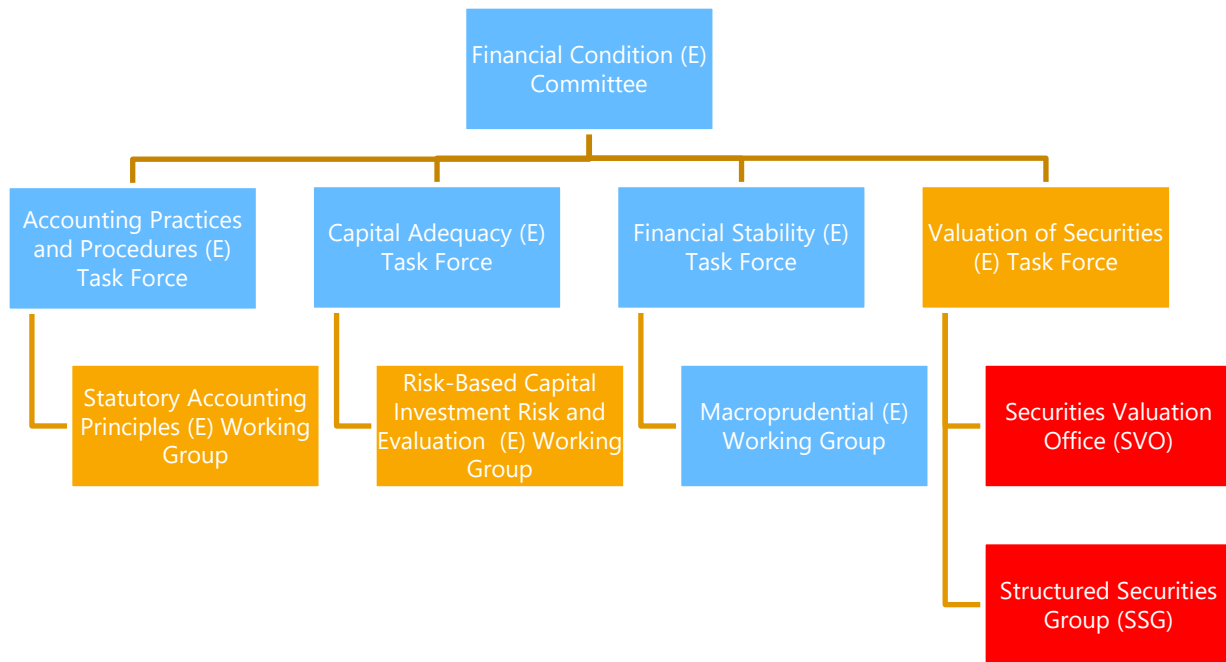 Financial Condition (E)
Committee
Accounting Practices
and Procedures (E)
Task Force
Capital Adequacy (E)
Task Force
Financial Stability (E)
Task Force
Valuation of Securities
(E) Task Force
Statutory Accounting
Principles (E) Working
Group
Risk-Based Capital
Investment Risk and
Evaluation (E) Working
Group
Macroprudential (E)
Working Group
Securities Valuation
Office (SVO)
Structured Securities
Group (SSG)